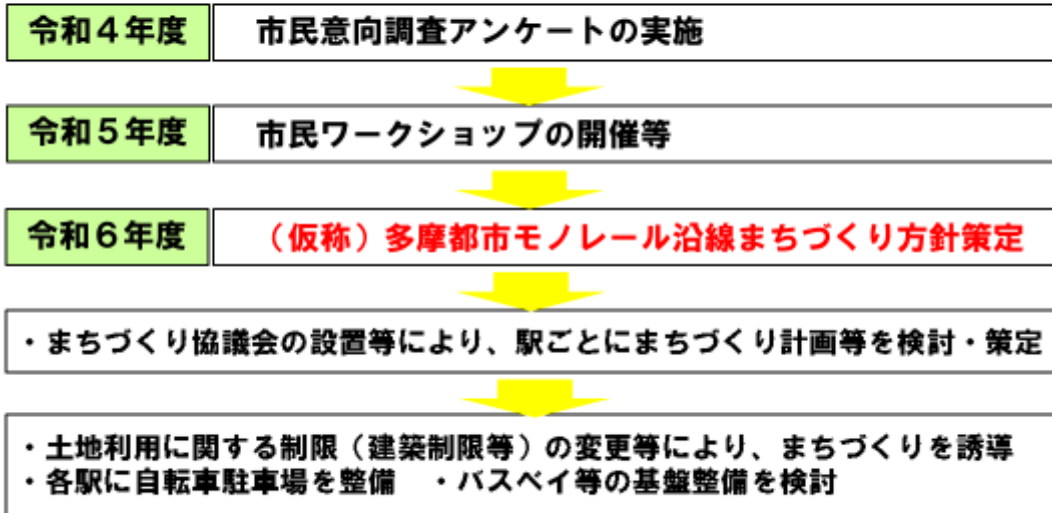 令和４年度 市民意向調査アンケートの実施
令和５年度 市民ワークショップの開催等
令和６年度 （仮称）多摩都市モノレール沿線まちづくり方針策定
・まちづくり協議会の設置等により、駅ごとにまちづくり計画等を検討・策定
・土地利用に関する制限（建築制限等）の変更等により、まちづくりを誘導
・各駅に自転車駐車場を整備　・バスベイ等の基盤整備を検討